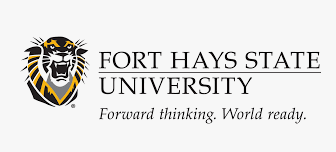 FORT HAYS STATE
UNIVERSITY
Forward thinking. World ready.
®